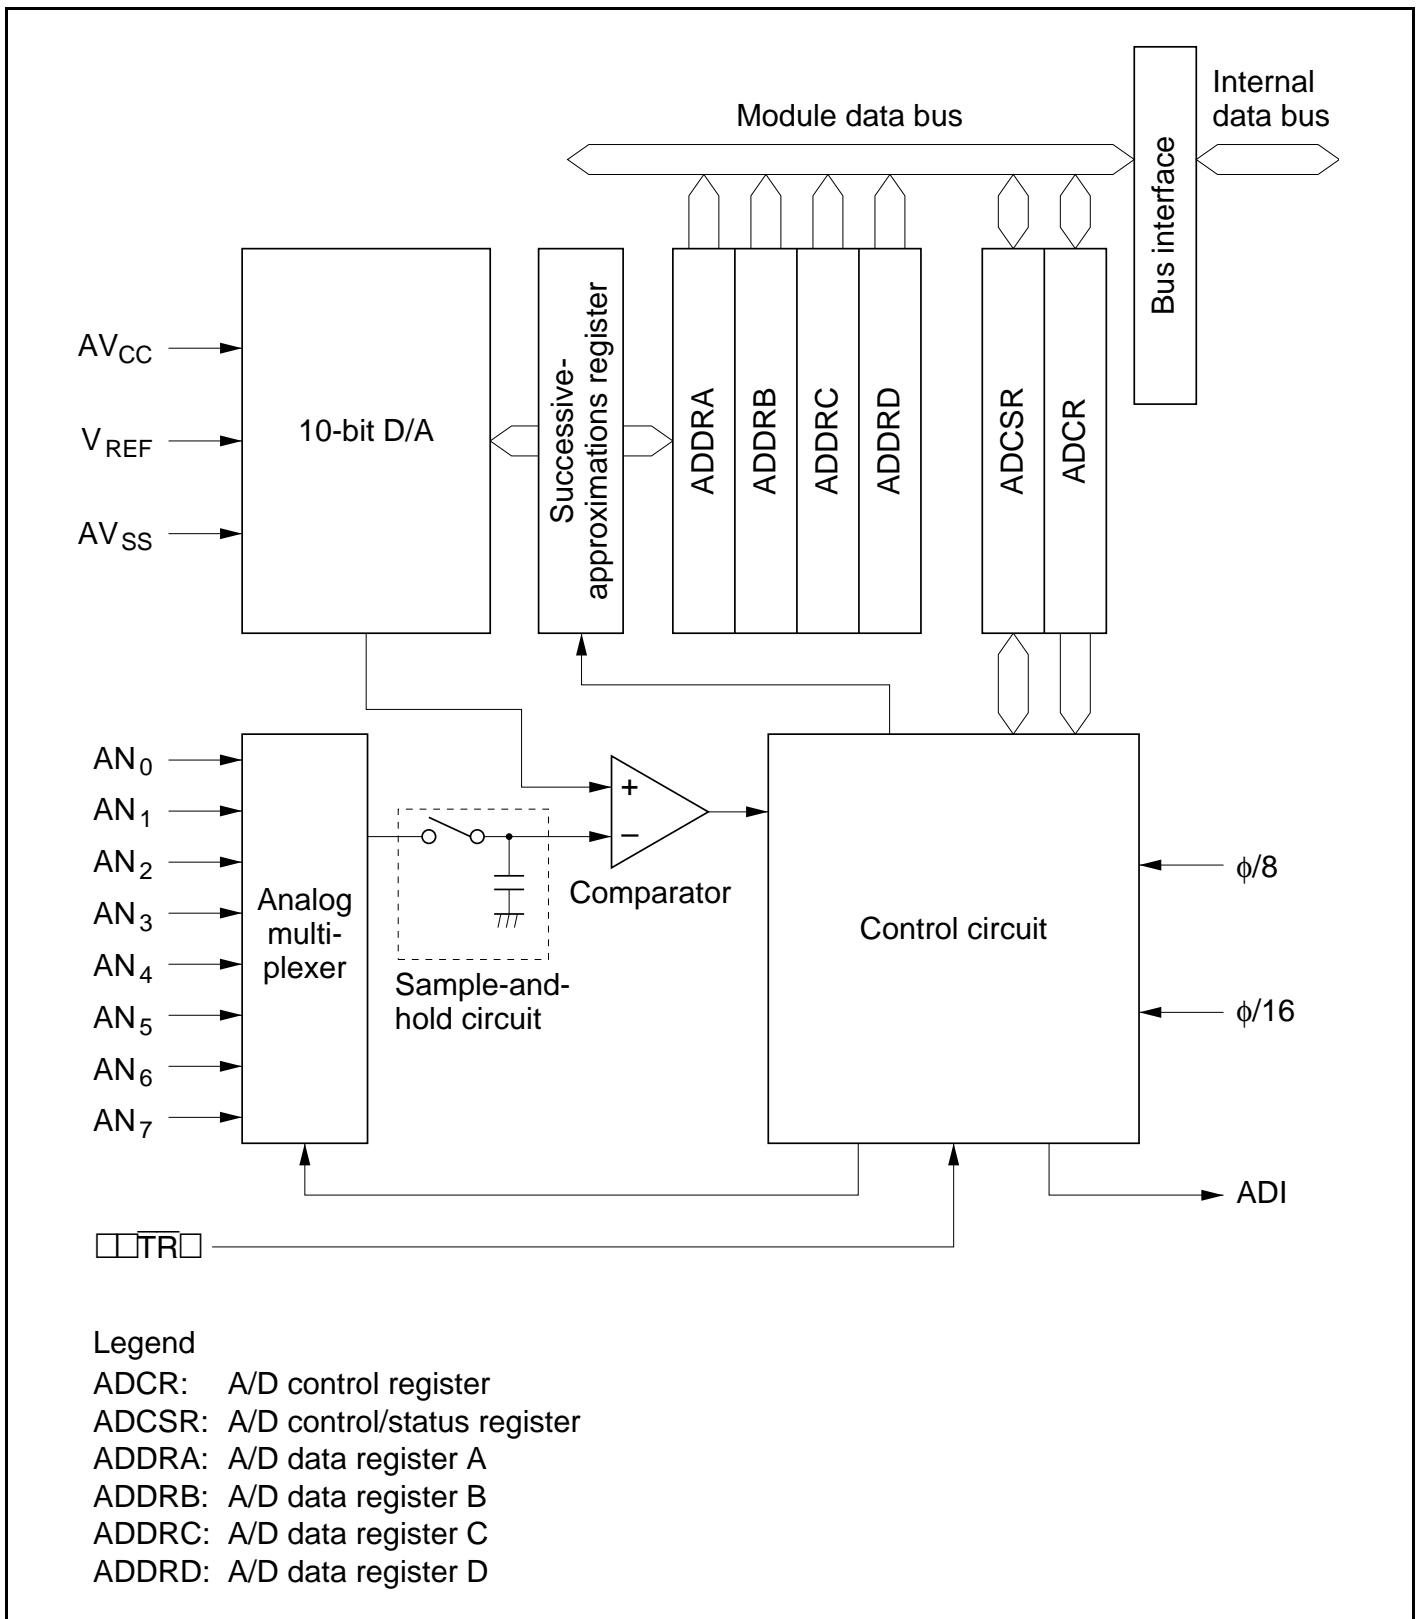 Internal
data bus
Module data bus
Bus interface
AVCC
VREF
AVSS
10-bit D/A
Successive-
approximations register
ADDRA
ADDRB
ADDRC
ADDRD
ADCSR
ADCR
AN0
AN1
AN2
AN3
AN4
AN5
AN6
AN7
Analog
multi-
plexer
+
−
Comparator
Sample-and-
hold circuit
Control circuit
ϕ/8
ϕ/16
ADI
□□TR□
Legend
ADCR: A/D control register
ADCSR: A/D control/status register
ADDRA: A/D data register A
ADDRB: A/D data register B
ADDRC: A/D data register C
ADDRD: A/D data register D